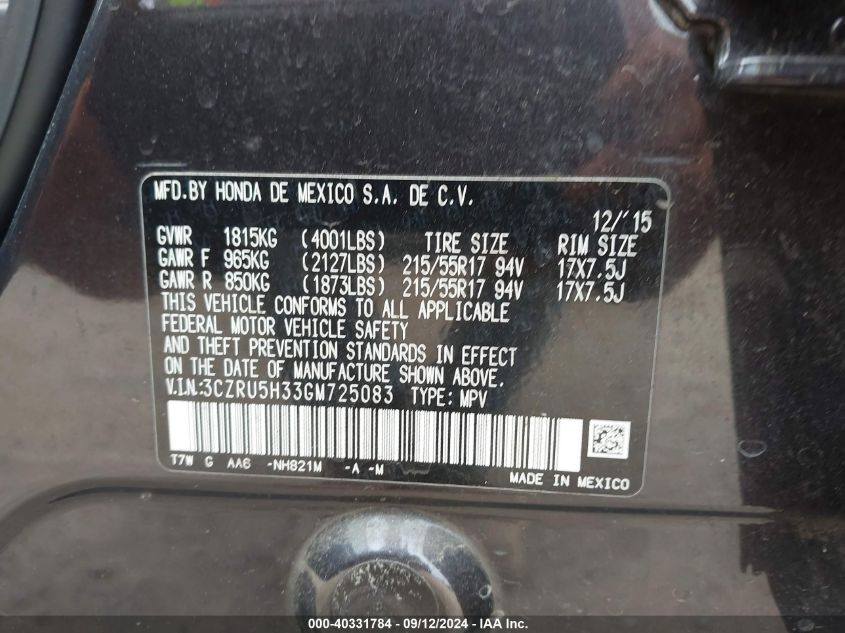 MFD.BY HONDA DE MEXICO S.A. DE C.V.
12/'15
GVWR 1815KG (4001LBS) TIRE SIZE RIM SIZE
GAWR F 965KG (2127LBS) 215/55R17 94V 17X7.5J
GAWR R 850KG (1873LBS) 215/55R17 94V 17X7.5J
THIS VEHICLE CONFORMS TO ALL APPLICABLE
FEDERAL MOTOR VEHICLE SAFETY
AND THEFT PREVENTION STANDARDS IN EFFECT
ON THE DATE OF MANUFACTURE SHOWN ABOVE.
V.I.N.:3CZRU5H33GM725083 TYPE: MPV
T7W G AA6 -NH821M -A -M
MADE IN MEXICO
000-40331784 - 09/12/2024 - IAA Inc.